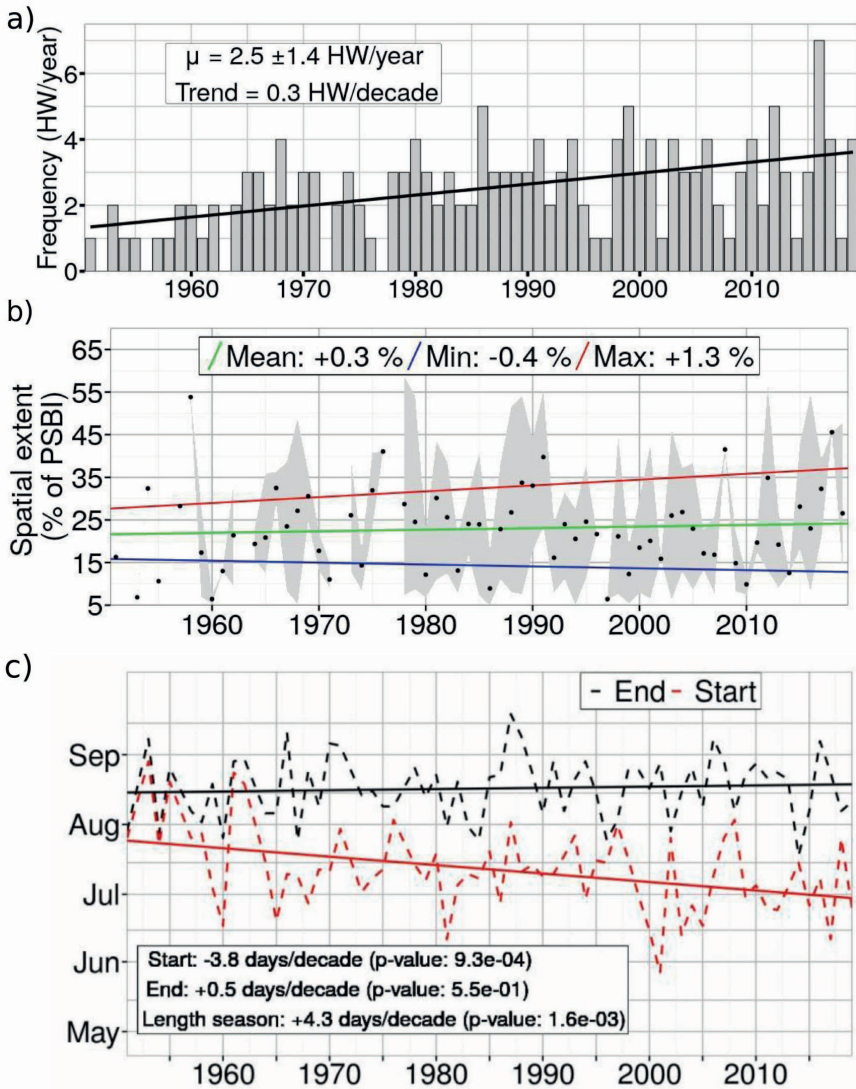 a)
Frequency (HW/year)
6
4
2
0
μ = 2.5 ±1.4 HW/year
Trend = 0.3 HW/decade
1960 1970 1980 1990 2000 2010
b)
Spatial extent
(% of PSBI)
65
55
45
35
25
15
5
Mean: +0.3 % Min: -0.4 % Max: +1.3 %
1960 1970 1980 1990 2000 2010
c)
End Start
Sep
Aug
Jul
Jun
May
Start: -3.8 days/decade (p-value: 9.3e-04)
End: +0.5 days/decade (p-value: 5.5e-01)
Length season: +4.3 days/decade (p-value: 1.6e-03)
1960 1970 1980 1990 2000 2010